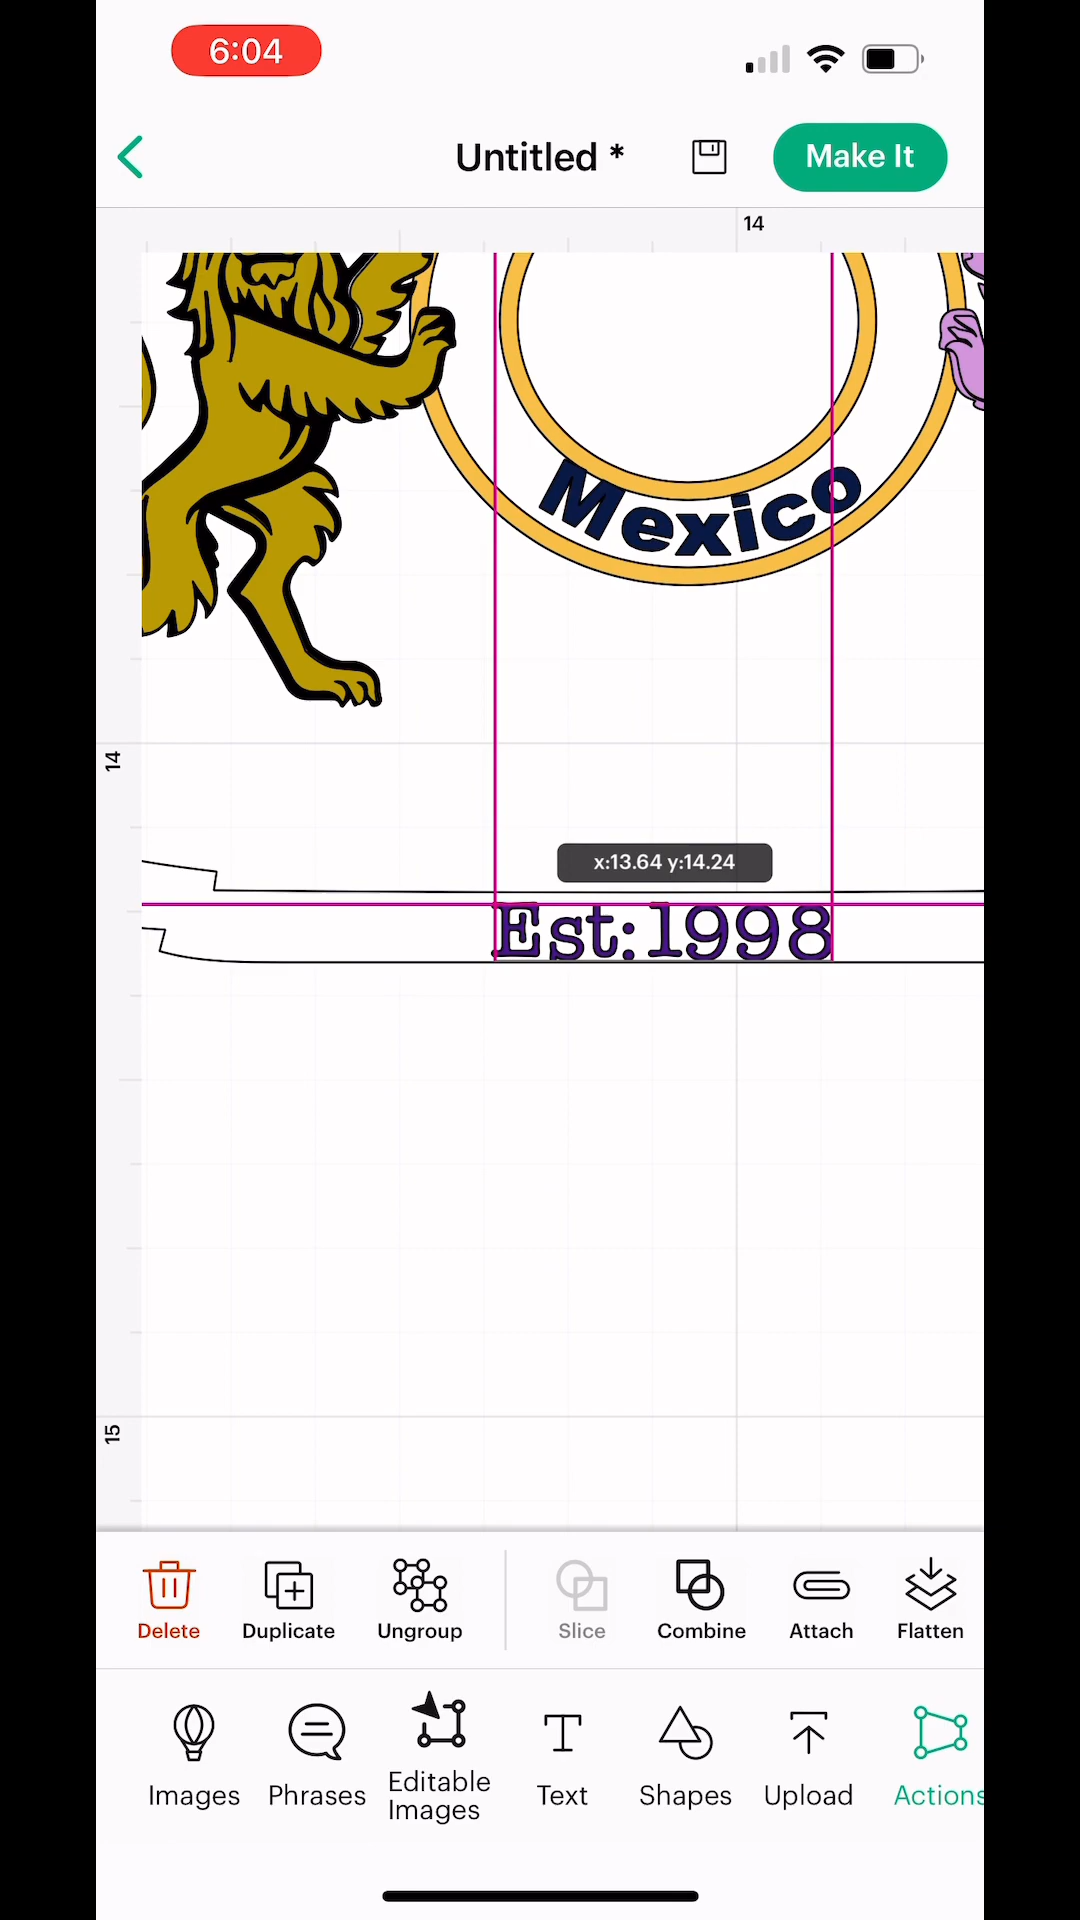 6:04
Untitled *
Make It
14
Mexico
14
x:13.64 y:14.24
Est:1998
15
Delete
Duplicate
Ungroup
Slice
Combine
Attach
Flatten
Images
Phrases
Editable
Images
Text
Shapes
Upload
Actions